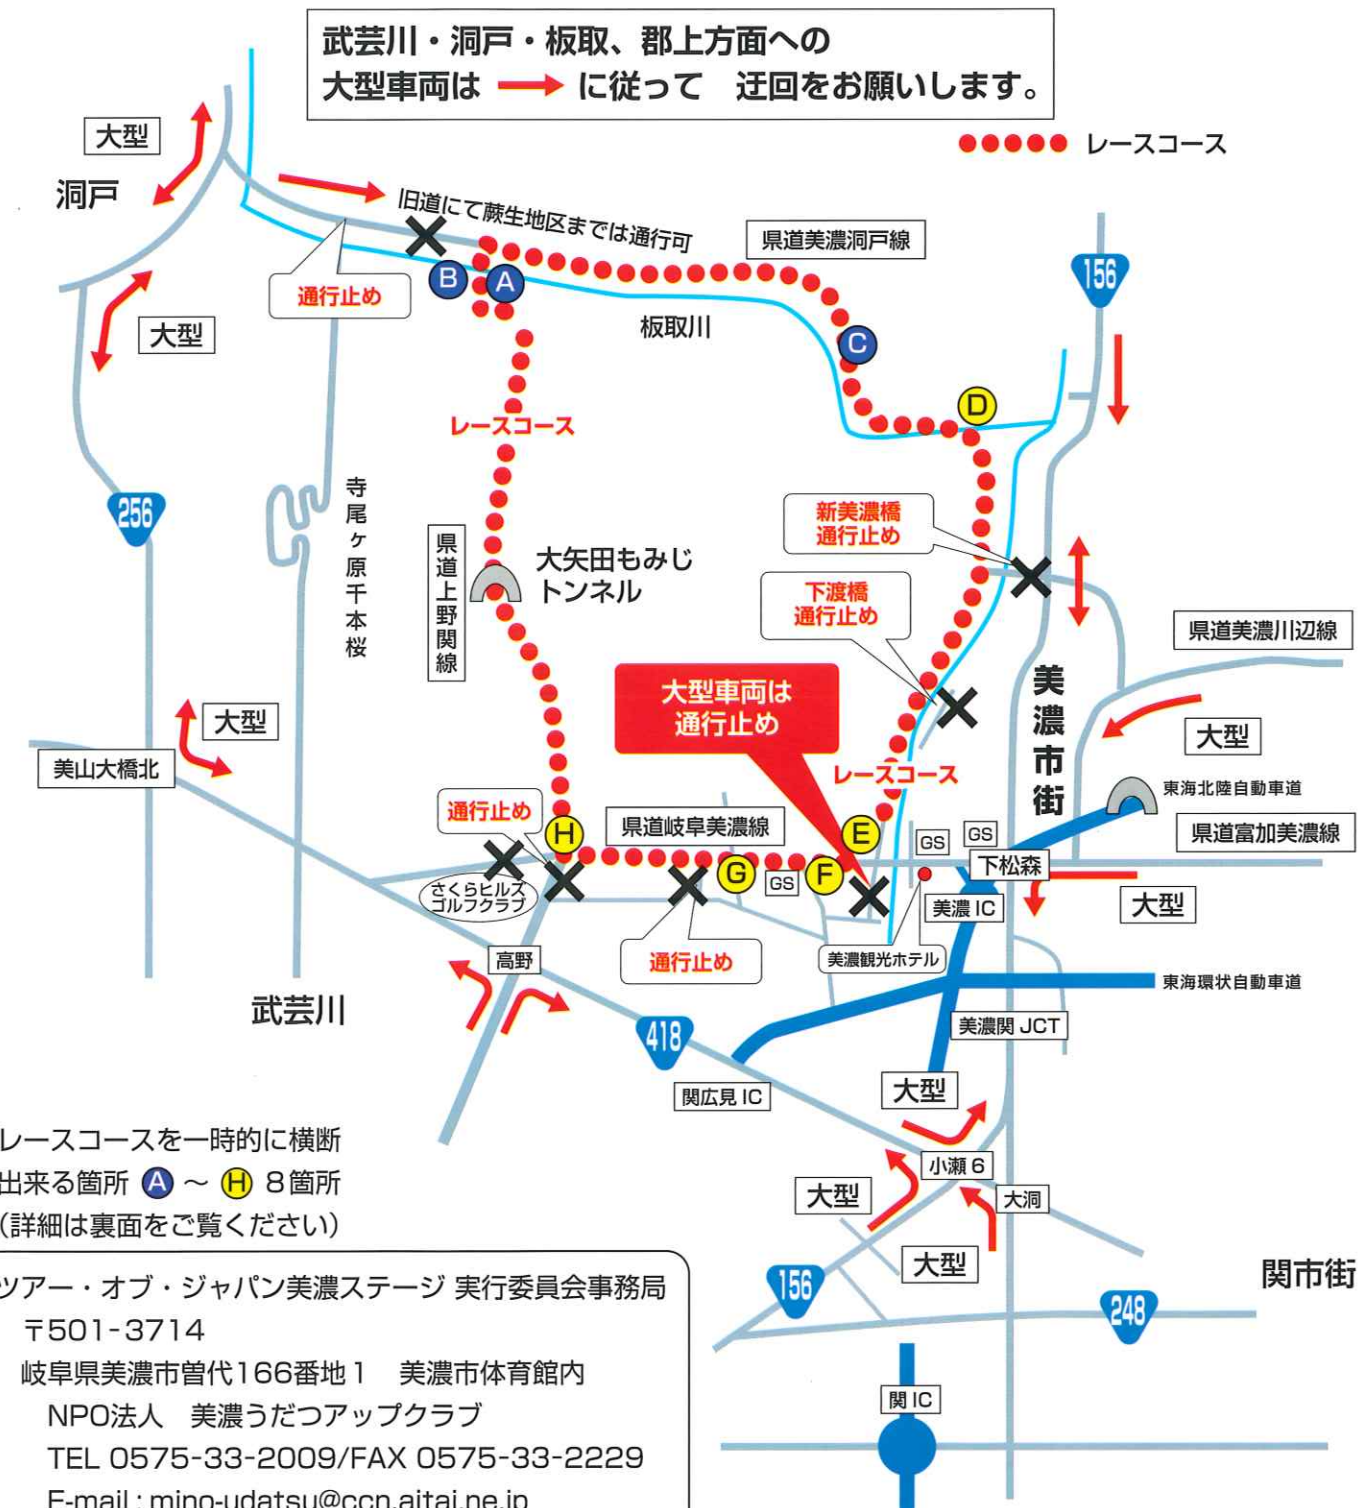 武芸川・洞戸・板取、郡上方面への
大型車両は → に従って 迂回をお願いします。
レースコース
大型
洞戸
旧道にて蕨生地区までは通行可
県道美濃洞戸線
156
通行止め
B
A
板取川
大型
C
D
レースコース
256
寺尾ヶ原千本桜
新美濃橋
通行止め
県道上野関線
大矢田もみじ
トンネル
下渡橋
通行止め
県道美濃川辺線
大型車両は
通行止め
美濃市街
大型
大型
美山大橋北
レースコース
東海北陸自動車道
通行止め
H
県道岐阜美濃線
E
GS
GS
県道富加美濃線
下松森
G
GS
F
さくらヒルズ
ゴルフクラブ
美濃 IC
大型
高野
通行止め
美濃観光ホテル
東海環状自動車道
武芸川
418
美濃関 JCT
関広見 IC
大型
レースコースを一時的に横断
出来る箇所 A ～ H 8箇所
(詳細は裏面をご覧ください)
小瀬 6
大型
大洞
大型
関市街
156
248
関 IC
ツアー・オブ・ジャパン美濃ステージ 実行委員会事務局
〒501-3714
岐阜県美濃市曽代166番地1 美濃市体育館内
NPO法人 美濃うだつアップクラブ
TEL 0575-33-2009/FAX 0575-33-2229
E-mail : mino-udatsu@ccn.aitai.ne.jp